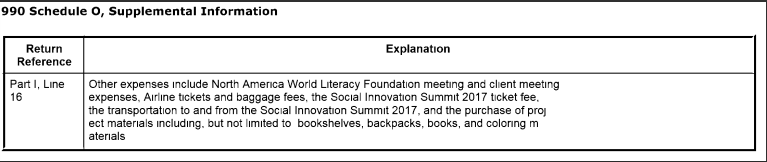 990 Schedule O, Supplemental Information
Return Reference
Explanation
Part I, Line 16
Other expenses include North America World Literacy Foundation meeting and client meeting
expenses, Airline tickets and baggage fees, the Social Innovation Summit 2017 ticket fee,
the transportation to and from the Social Innovation Summit 2017, and the purchase of proj
ect materials including, but not limited to bookshelves, backpacks, books, and coloring m
aterials